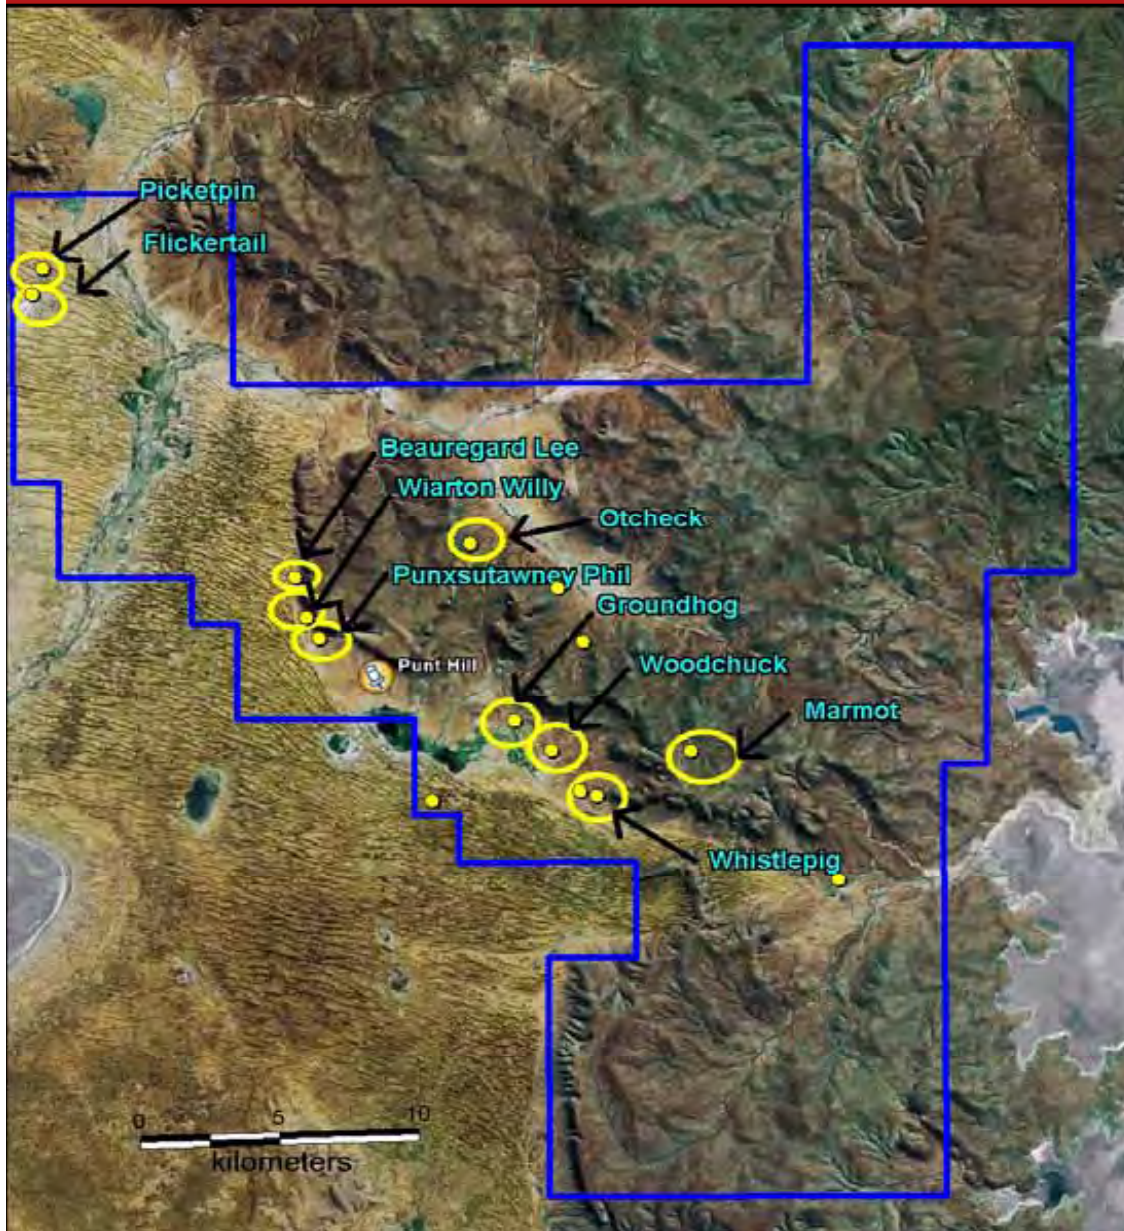 Picketpin
Flickertail
Beauregard Lee
Wiarton Willy
Otcheck
Punxsutawney Phil
Groundhog
Punt Hill
Woodchuck
Marmot
Whistlepig
0 5 10
kilometers